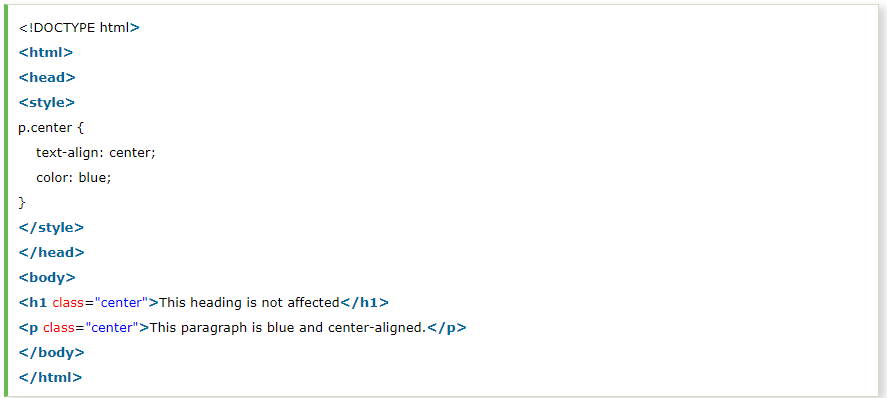 <!DOCTYPE html>
<html>
<head>
<style>
p.center {
    text-align: center;
    color: blue;
}
</style>
</head>
<body>
<h1 class="center">This heading is not affected</h1>
<p class="center">This paragraph is blue and center-aligned.</p>
</body>
</html>